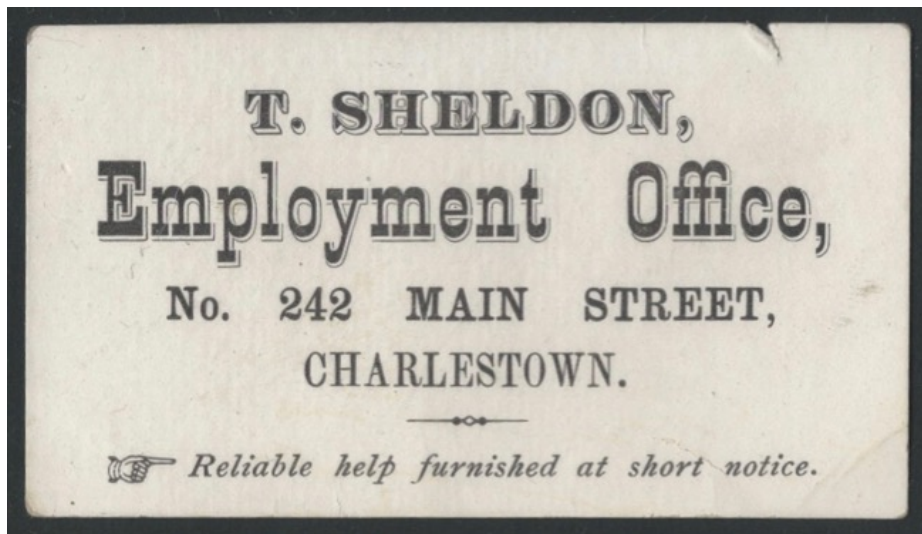 T. SHELDON,
Employment Office,
No. 242 MAIN STREET,
CHARLESTOWN.
☞ Reliable help furnished at short notice.